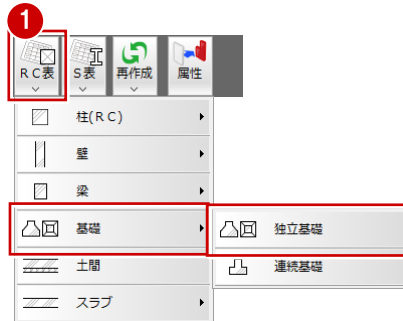 1
RC表 S表 再作成 属性
柱(RC)
壁
梁
基礎 独立基礎
土間 連続基礎
スラブ